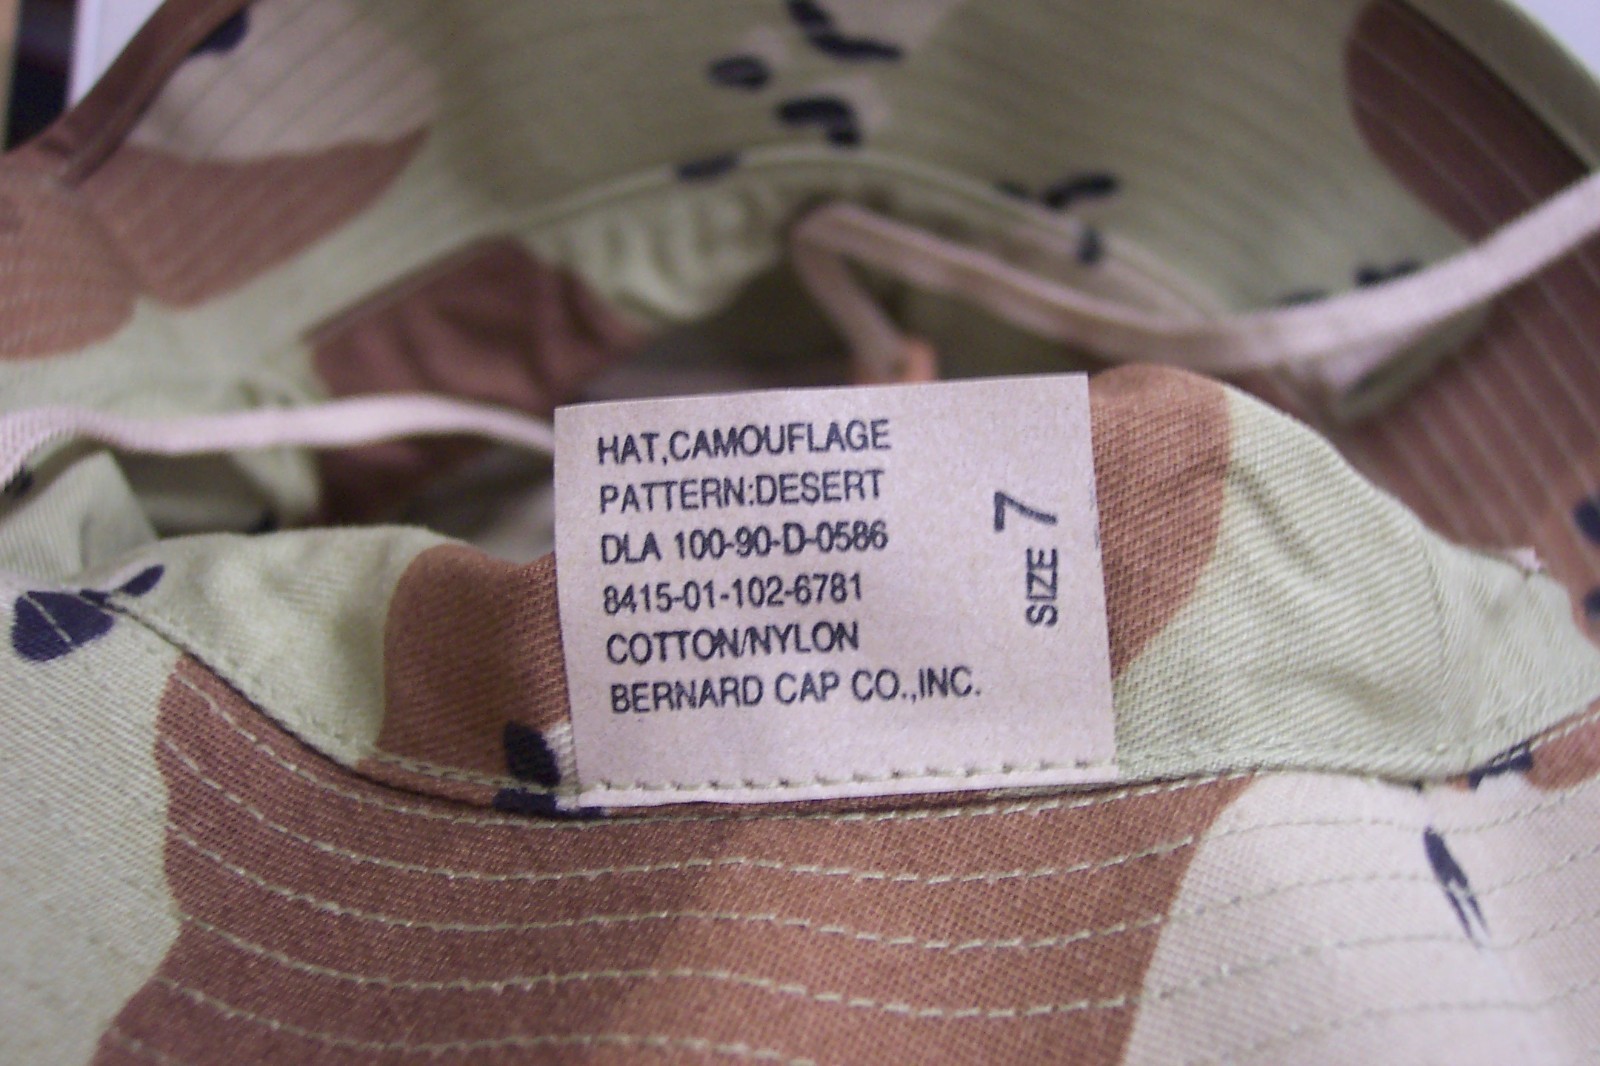 HAT,CAMOUFLAGE
PATTERN:DESERT
DLA 100-90-D-0586
8415-01-102-6781
COTTON/NYLON
BERNARD CAP CO.,INC.
SIZE 7